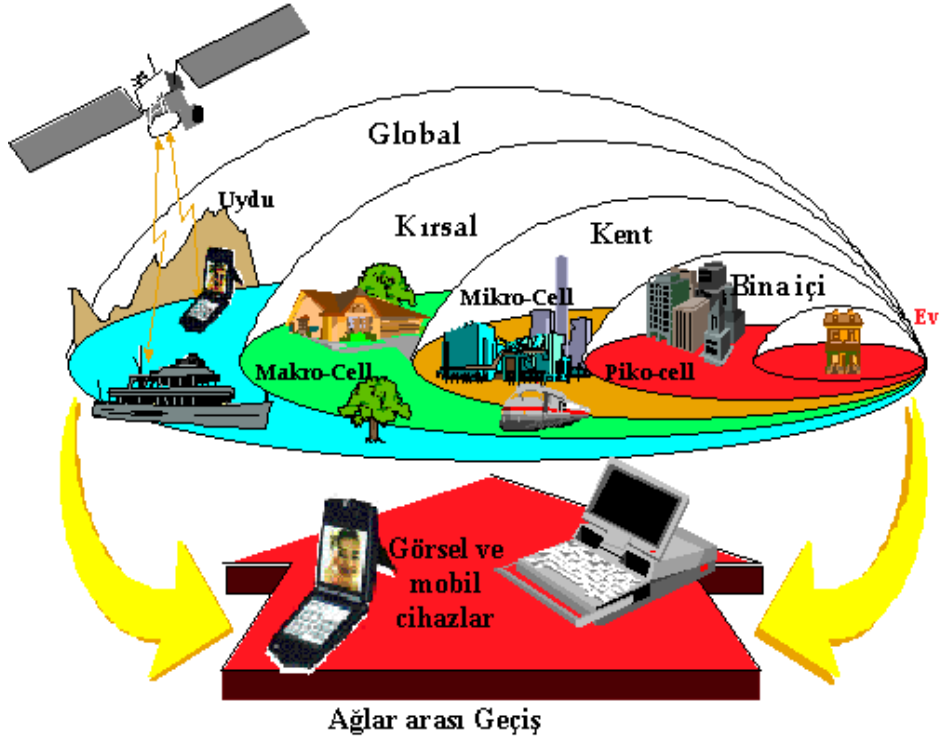 Global
Uydu
Kırsal
Kent
Mikro-Cell
Bina içi
Ev
Makro-Cell
Piko-cell
Görsel ve
mobil
cihazlar
Ağlar arası Geçiş